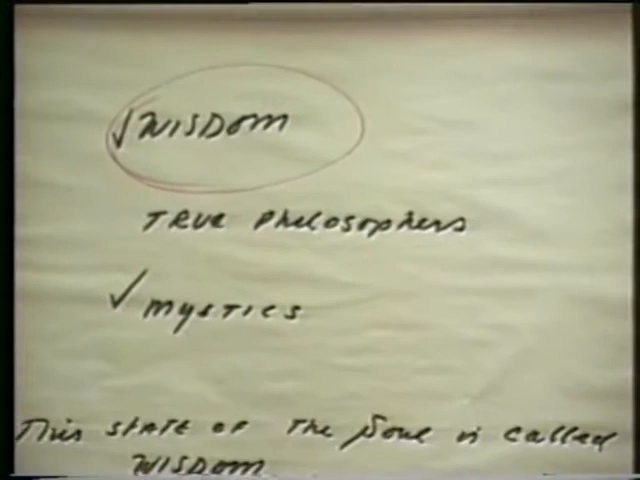 ✓WISDOM
TRUE Philosophers
✓ mystics
This STATE OF The Soul is called
WISDOM